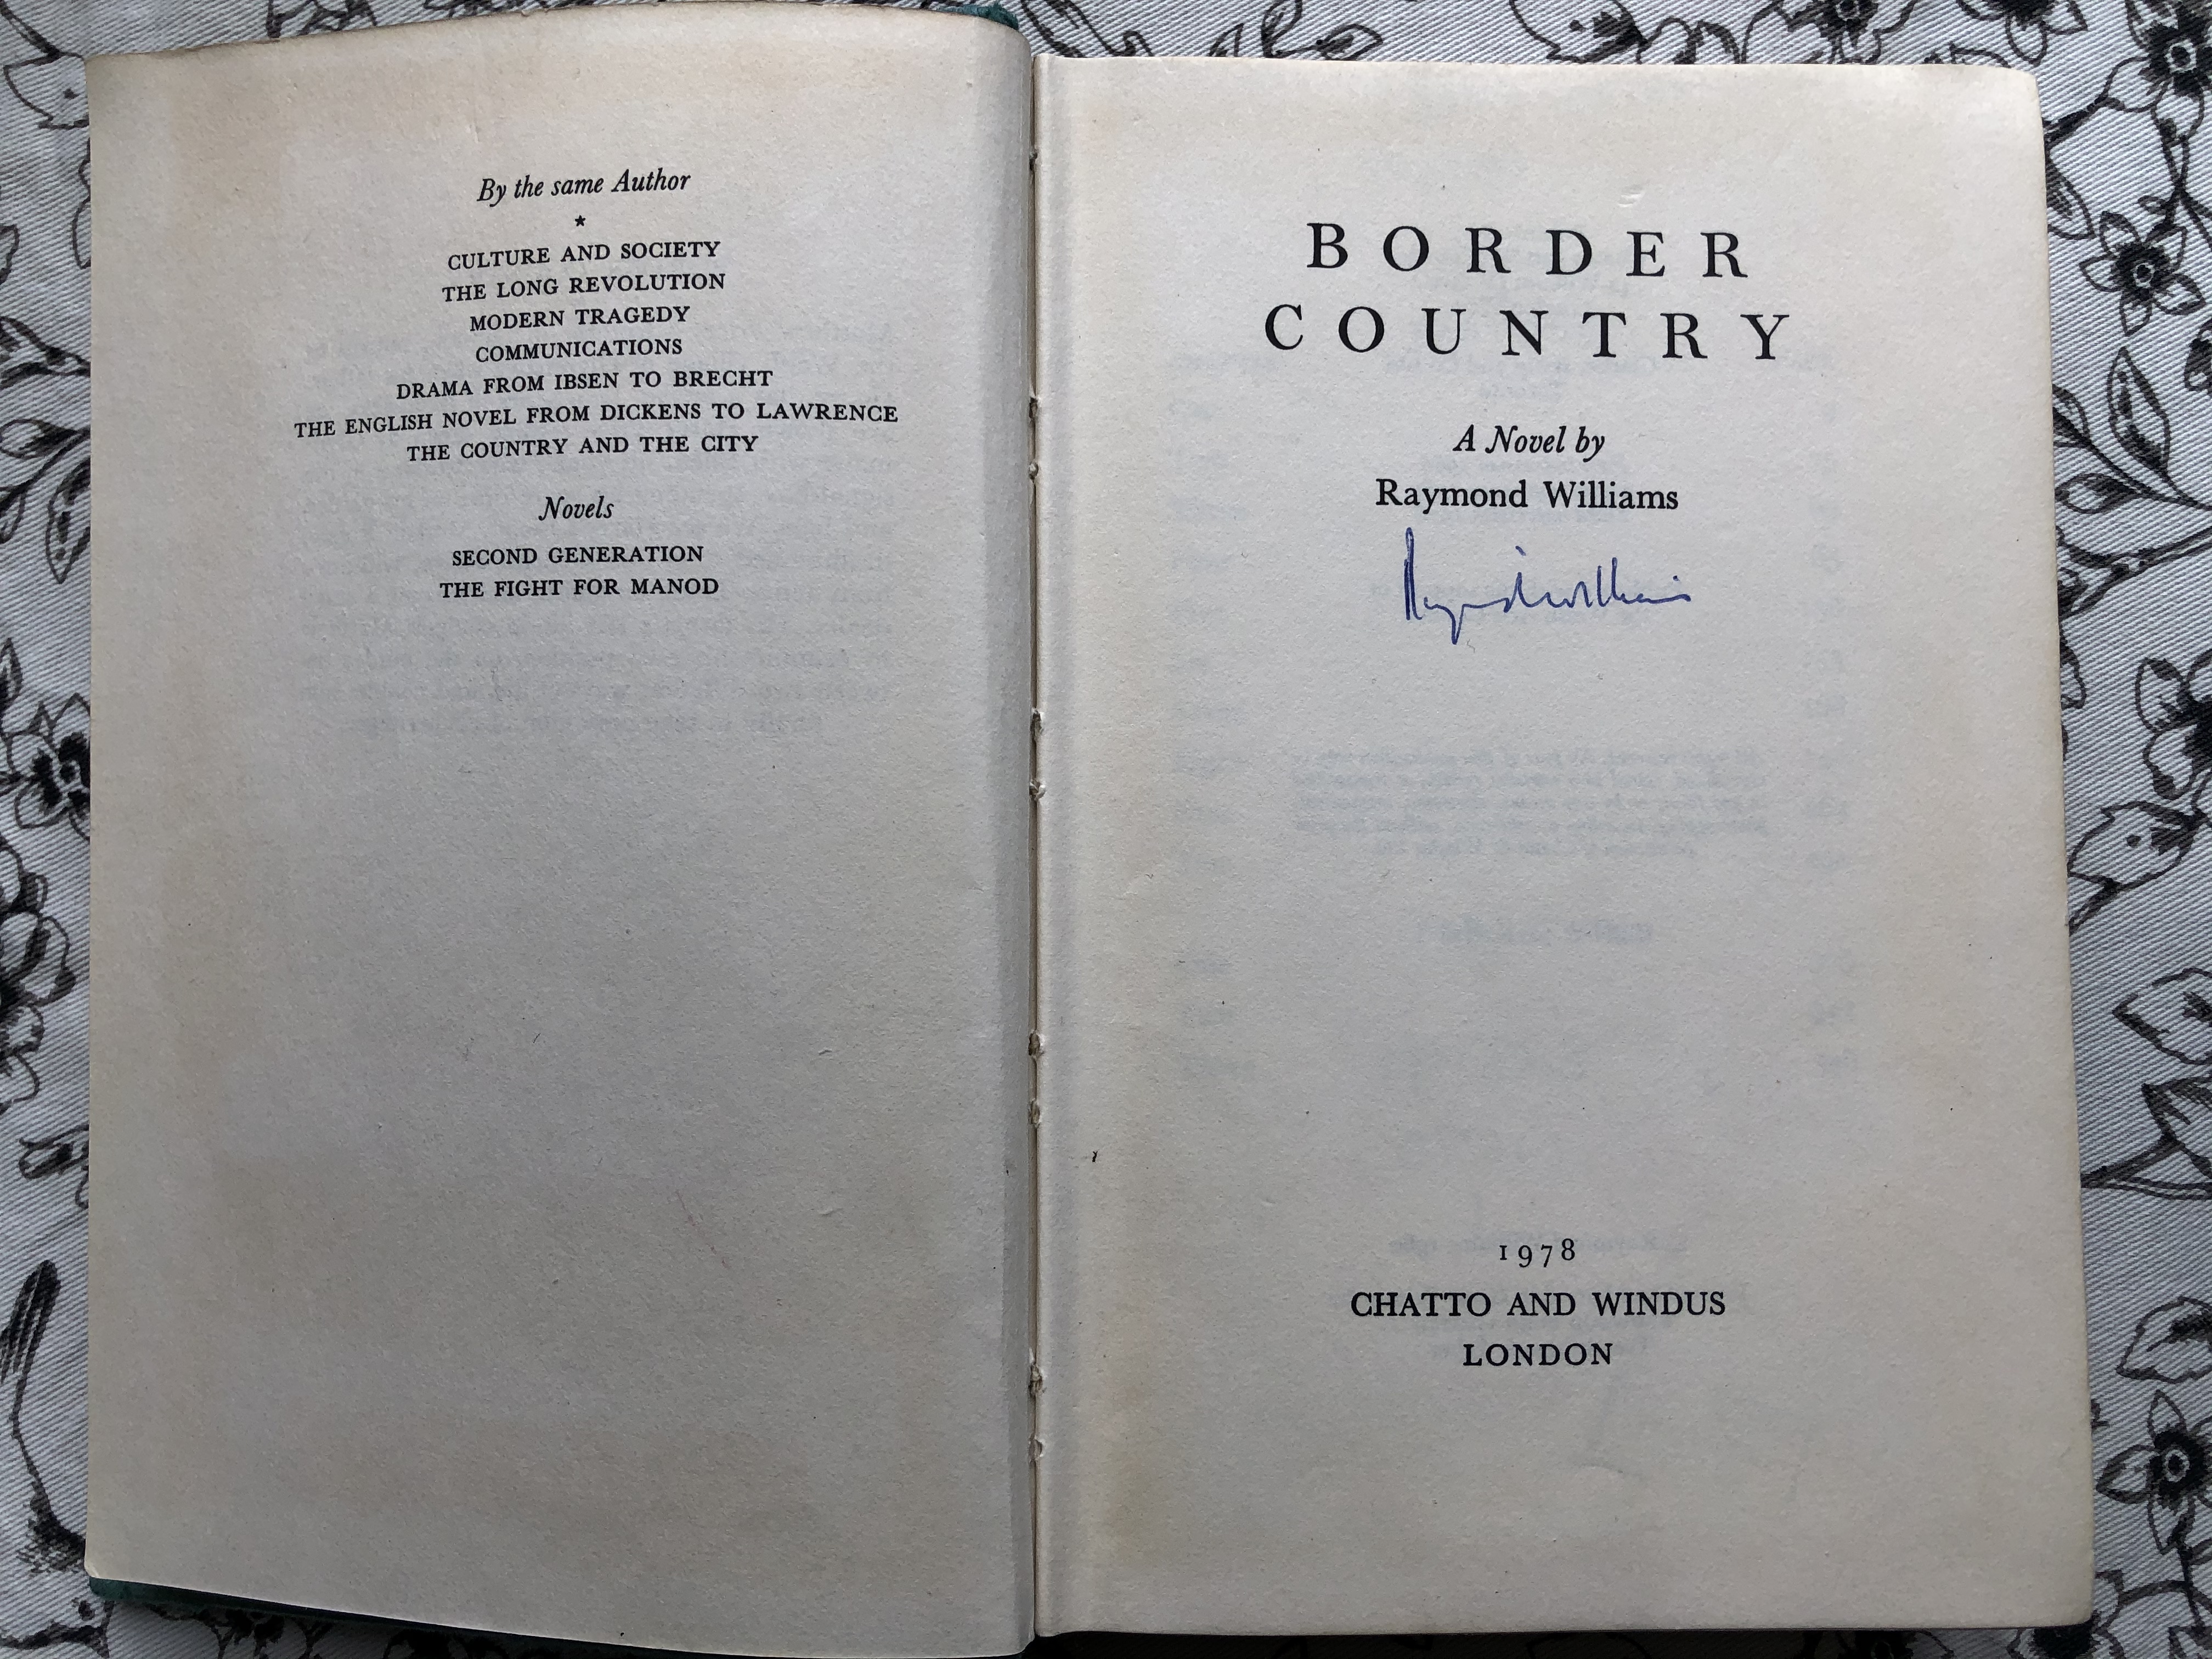 By the same Author
*
CULTURE AND SOCIETY
THE LONG REVOLUTION
MODERN TRAGEDY
COMMUNICATIONS
DRAMA FROM IBSEN TO BRECHT
THE ENGLISH NOVEL FROM DICKENS TO LAWRENCE
THE COUNTRY AND THE CITY
Novels
SECOND GENERATION
THE FIGHT FOR MANOD
BORDER
COUNTRY
A Novel by
Raymond Williams
Raymond Williams
1978
CHATTO AND WINDUS
LONDON